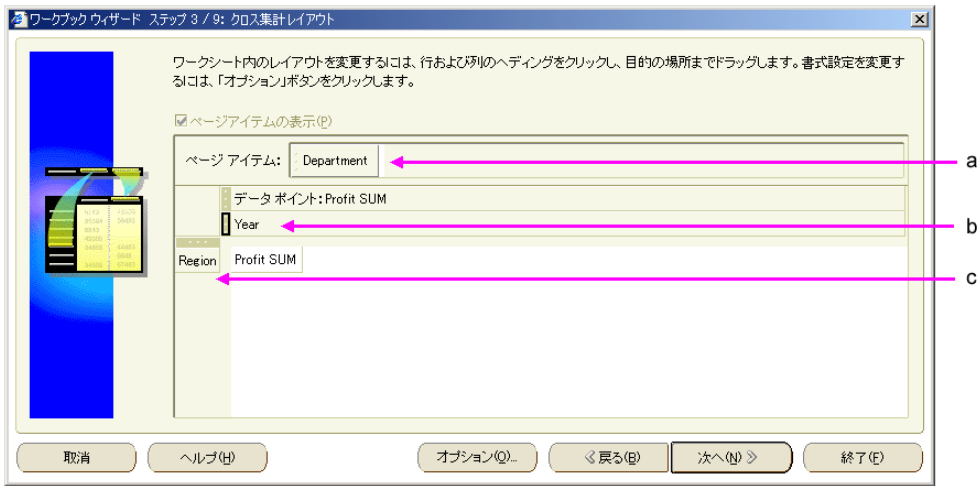 ワークブック ウィザード ステップ 3 / 9: クロス集計レイアウト
ワークシート内のレイアウトを変更するには、行および列のヘディングをクリックし、目的の場所までドラッグします。書式設定を変更す
るには、「オプション」ボタンをクリックします。
ページアイテムの表示(P)
ページ アイテム: Department
a
データ ポイント: Profit SUM
Year
b
Region Profit SUM
c
取消 ヘルプ(H) オプション(O)... 戻る(B) 次へ(N) 終了(F)